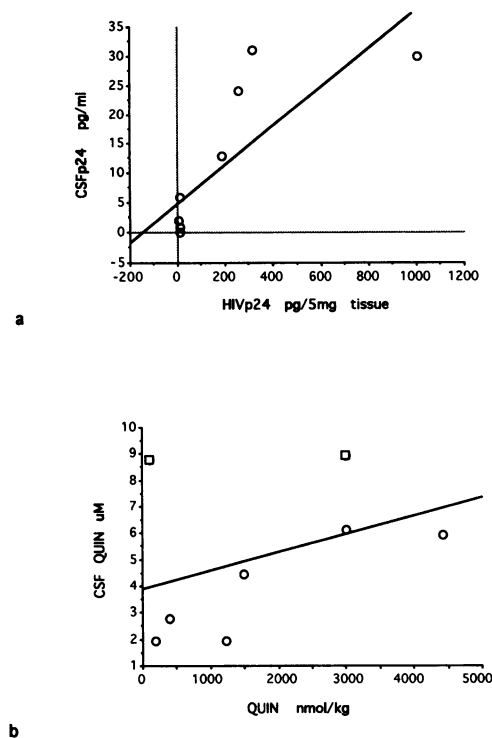 35
30
25
20
15
10
5
0
-5
CSFp24 pg/ml
-200 0 200 400 600 800 1000 1200
HIVp24 pg/5mg tissue
a
10
9
8
7
6
5
4
3
2
1
CSF QUIN uM
0 1000 2000 3000 4000 5000
QUIN nmol/kg
b